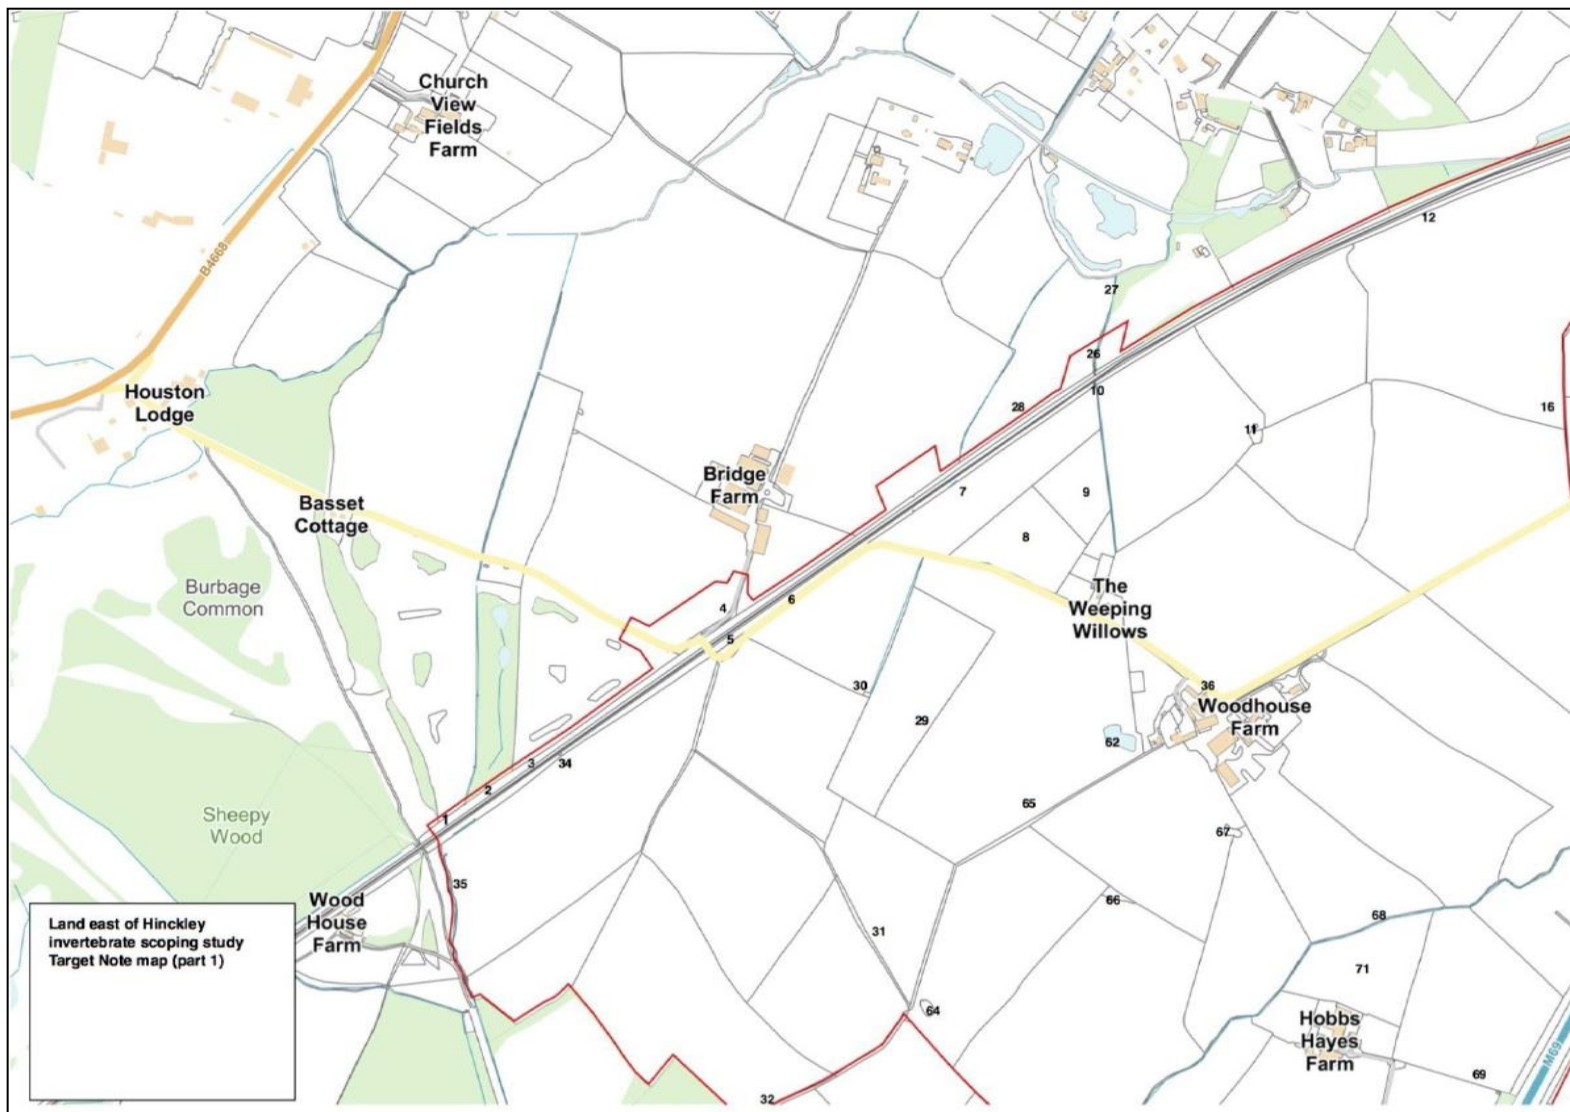 Church
View
Fields
Farm
B4668
12
27
26
10
28
16
11
Houston
Lodge
Bridge
Farm
7
9
8
Basset
Cottage
Burbage
Common
The
Weeping
Willows
4
6
5
30
36
29
Woodhouse
Farm
62
3
34
2
65
1
Sheepy
Wood
67
35
66
68
Wood
House
Farm
31
71
64
Hobbs
Hayes
Farm
M69
69
32
Land east of Hinckley
invertebrate scoping study
Target Note map (part 1)